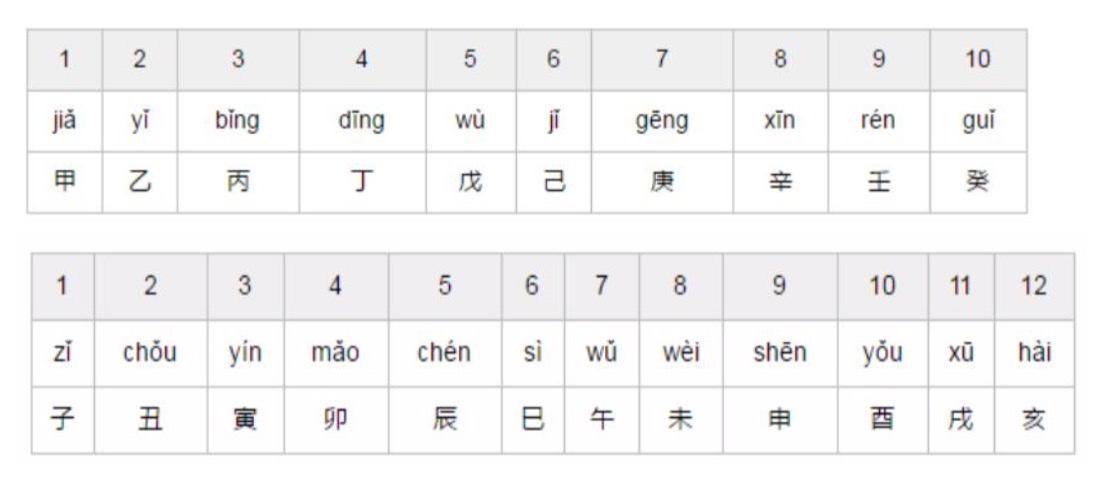 1 2 3 4 5 6 7 8 9 10
jiǎ yǐ bǐng dīng wù jǐ gēng xīn rén guǐ
甲 乙 丙 丁 戊 己 庚 辛 壬 癸
1 2 3 4 5 6 7 8 9 10 11 12
zǐ chǒu yín mǎo chén sì wǔ wèi shēn yǒu xū hài
子 丑 寅 卯 辰 巳 午 未 申 酉 戌 亥